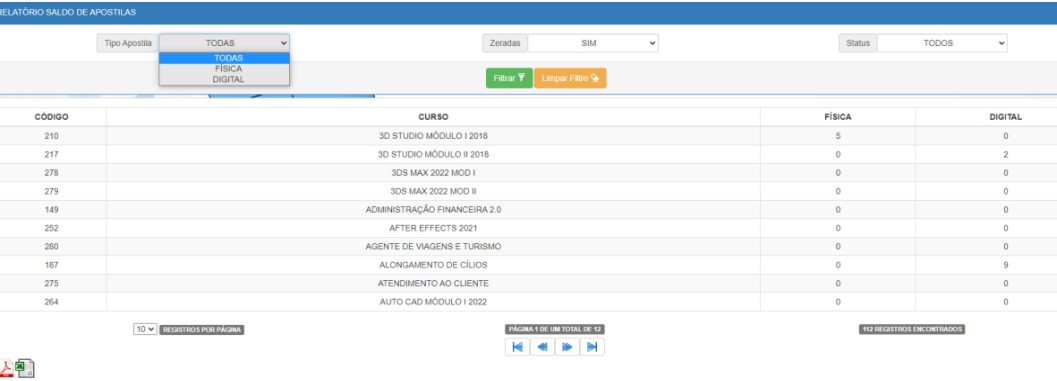 RELATÓRIO SALDO DE APOSTILAS
Tipo Apostila TODAS Zeradas SIM Status TODOS
TODAS
FÍSICA
DIGITAL
Filtrar Limpar Filtro
CÓDIGO CURSO FÍSICA DIGITAL
210 3D STUDIO MÓDULO I 2018 5 0
217 3D STUDIO MÓDULO II 2018 0 2
278 3DS MAX 2022 MOD I 0 0
279 3DS MAX 2022 MOD II 0 0
149 ADMINISTRAÇÃO FINANCEIRA 2.0 0 0
252 AFTER EFFECTS 2021 0 0
280 AGENTE DE VIAGENS E TURISMO 0 0
187 ALONGAMENTO DE CÍLIOS 0 9
275 ATENDIMENTO AO CLIENTE 0 0
264 AUTO CAD MÓDULO I 2022 0 0
10 REGISTROS POR PÁGINA PÁGINA 1 DE UM TOTAL DE 12 112 REGISTROS ENCONTRADOS